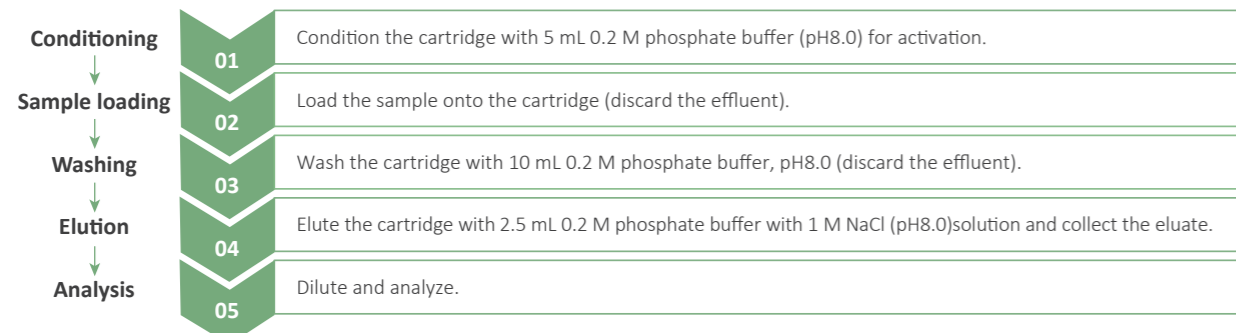 Conditioning
01
Condition the cartridge with 5 mL 0.2 M phosphate buffer (pH8.0) for activation.
Sample loading
02
Load the sample onto the cartridge (discard the effluent).
Washing
03
Wash the cartridge with 10 mL 0.2 M phosphate buffer, pH8.0 (discard the effluent).
Elution
04
Elute the cartridge with 2.5 mL 0.2 M phosphate buffer with 1 M NaCl (pH8.0)solution and collect the eluate.
Analysis
05
Dilute and analyze.